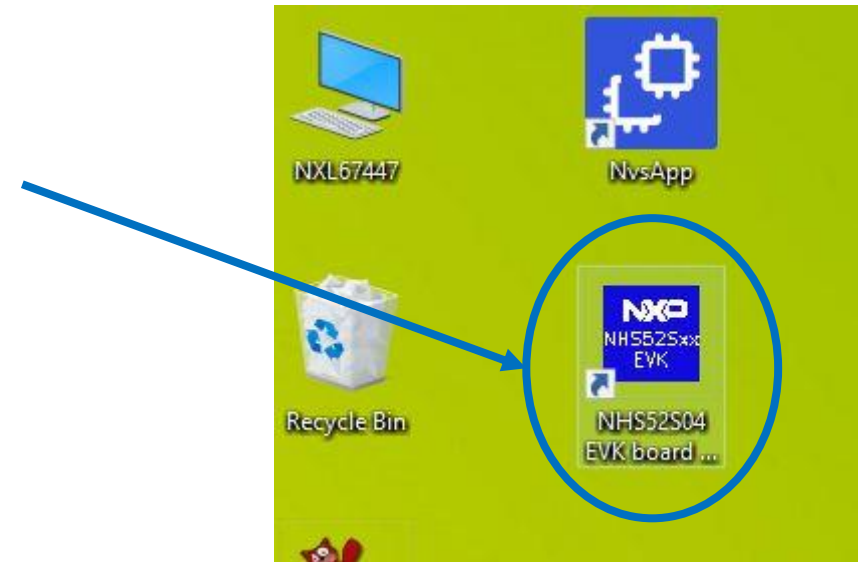 NXL67447
NvsApp
NXP
NHS52Sxx
EVK
Recycle Bin
NHS52S04
EVK board ...